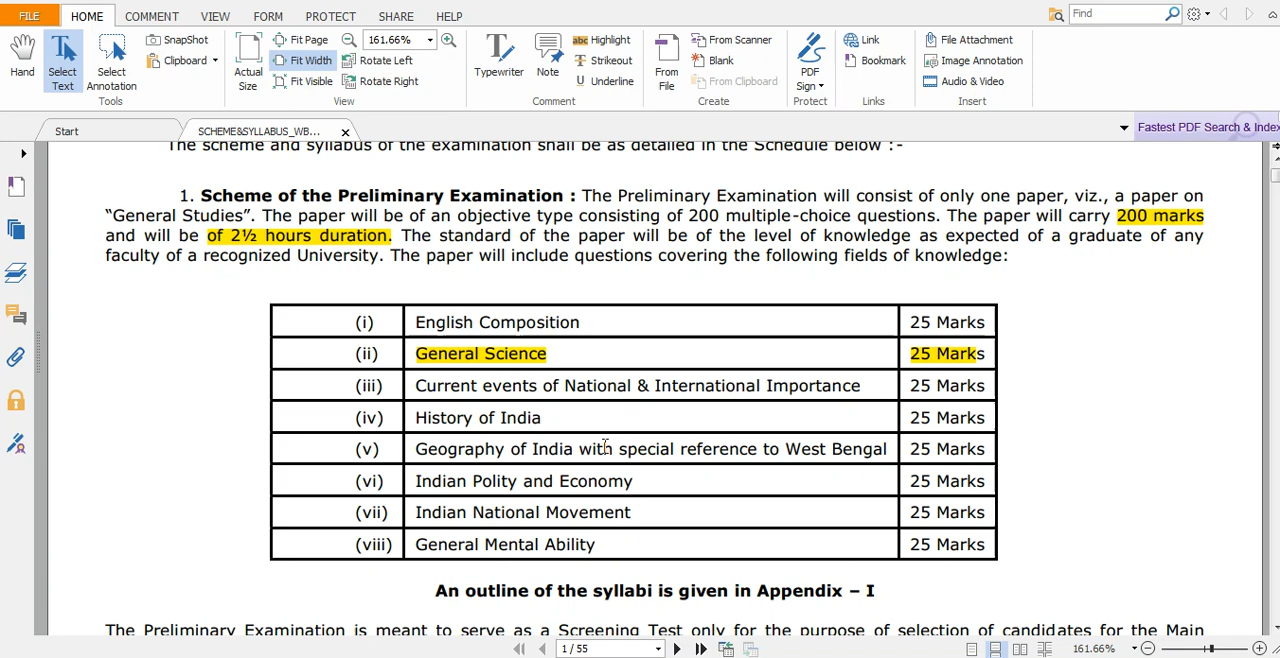 FILE HOME COMMENT VIEW FORM PROTECT SHARE HELP Find
Hand
Select Text
Select Annotation
SnapShot
Clipboard
Tools
Actual Size
Fit Page
Fit Width
Fit Visible
161.66%
Rotate Left
Rotate Right
View
Typewriter
Note
abc Highlight
Strikeout
Underline
Comment
From File
From Scanner
Blank
From Clipboard
Create
PDF Sign
Protect
Link
Bookmark
Links
File Attachment
Image Annotation
Audio & Video
Insert
Start SCHEME&SYLLABUS_WB... Fastest PDF Search & Index
The scheme and syllabus of the examination shall be as detailed in the Schedule below :-
1. Scheme of the Preliminary Examination : The Preliminary Examination will consist of only one paper, viz., a paper on
“General Studies”. The paper will be of an objective type consisting of 200 multiple-choice questions. The paper will carry 200 marks
and will be of 2½ hours duration. The standard of the paper will be of the level of knowledge as expected of a graduate of any
faculty of a recognized University. The paper will include questions covering the following fields of knowledge:
(i) English Composition 25 Marks
(ii) General Science 25 Marks
(iii) Current events of National & International Importance 25 Marks
(iv) History of India 25 Marks
(v) Geography of India with special reference to West Bengal 25 Marks
(vi) Indian Polity and Economy 25 Marks
(vii) Indian National Movement 25 Marks
(viii) General Mental Ability 25 Marks
An outline of the syllabi is given in Appendix – I
The Preliminary Examination is meant to serve as a Screening Test only for the purpose of selection of candidates for the Main
1 / 55 161.66%